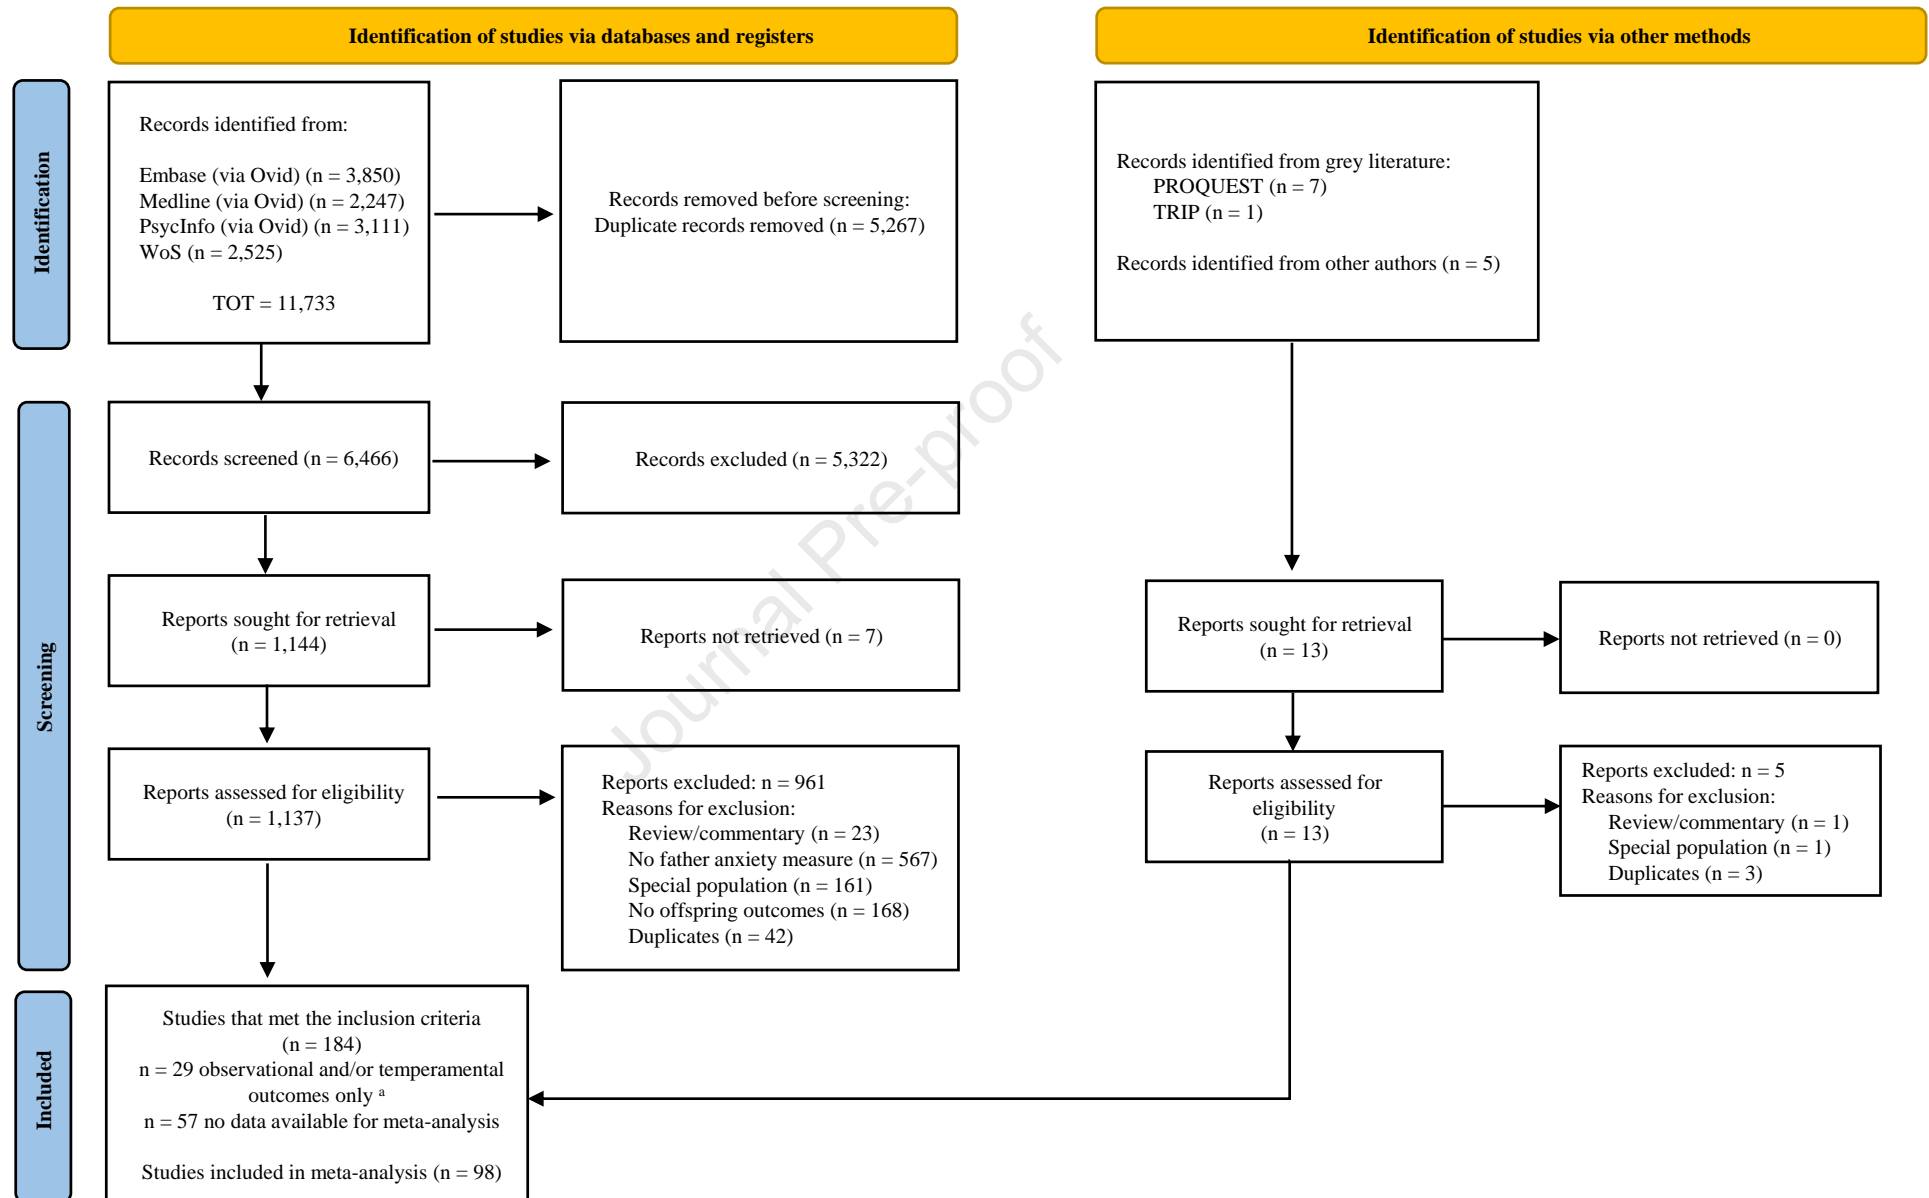 Identification of studies via databases and registers
Identification of studies via other methods
Identification
Records identified from:
Embase (via Ovid) (n = 3,850)
Medline (via Ovid) (n = 2,247)
PsycInfo (via Ovid) (n = 3,111)
WoS (n = 2,525)
TOT = 11,733
Records removed before screening:
Duplicate records removed (n = 5,267)
Records identified from grey literature:
PROQUEST (n = 7)
TRIP (n = 1)
Records identified from other authors (n = 5)
Screening
Records screened (n = 6,466)
Records excluded (n = 5,322)
Reports sought for retrieval
(n = 1,144)
Reports not retrieved (n = 7)
Reports sought for retrieval
(n = 13)
Reports not retrieved (n = 0)
Reports assessed for eligibility
(n = 1,137)
Reports excluded: n = 961
Reasons for exclusion:
Review/commentary (n = 23)
No father anxiety measure (n = 567)
Special population (n = 161)
No offspring outcomes (n = 168)
Duplicates (n = 42)
Reports assessed for
eligibility
(n = 13)
Reports excluded: n = 5
Reasons for exclusion:
Review/commentary (n = 1)
Special population (n = 1)
Duplicates (n = 3)
Included
Studies that met the inclusion criteria
(n = 184)
n = 29 observational and/or temperamental
outcomes only ᵃ
n = 57 no data available for meta-analysis
Studies included in meta-analysis (n = 98)
Journal Pre-proof